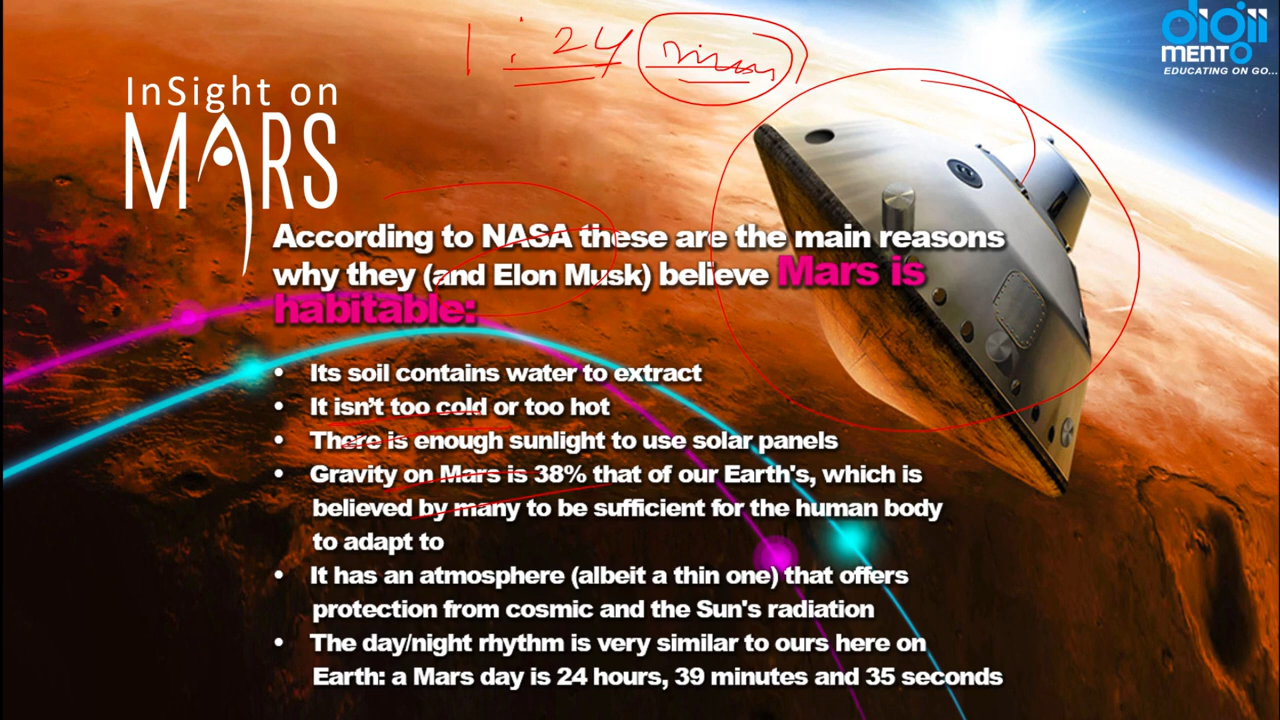 1:24
digii
MENTO
EDUCATING ON GO...
InSight on
MARS
According to NASA these are the main reasons
why they (and Elon Musk) believe Mars is
habitable:
• Its soil contains water to extract
• It isn't too cold or too hot
• There is enough sunlight to use solar panels
• Gravity on Mars is 38% that of our Earth's, which is
believed by many to be sufficient for the human body
to adapt to
• It has an atmosphere (albeit a thin one) that offers
protection from cosmic and the Sun's radiation
• The day/night rhythm is very similar to ours here on
Earth: a Mars day is 24 hours, 39 minutes and 35 seconds